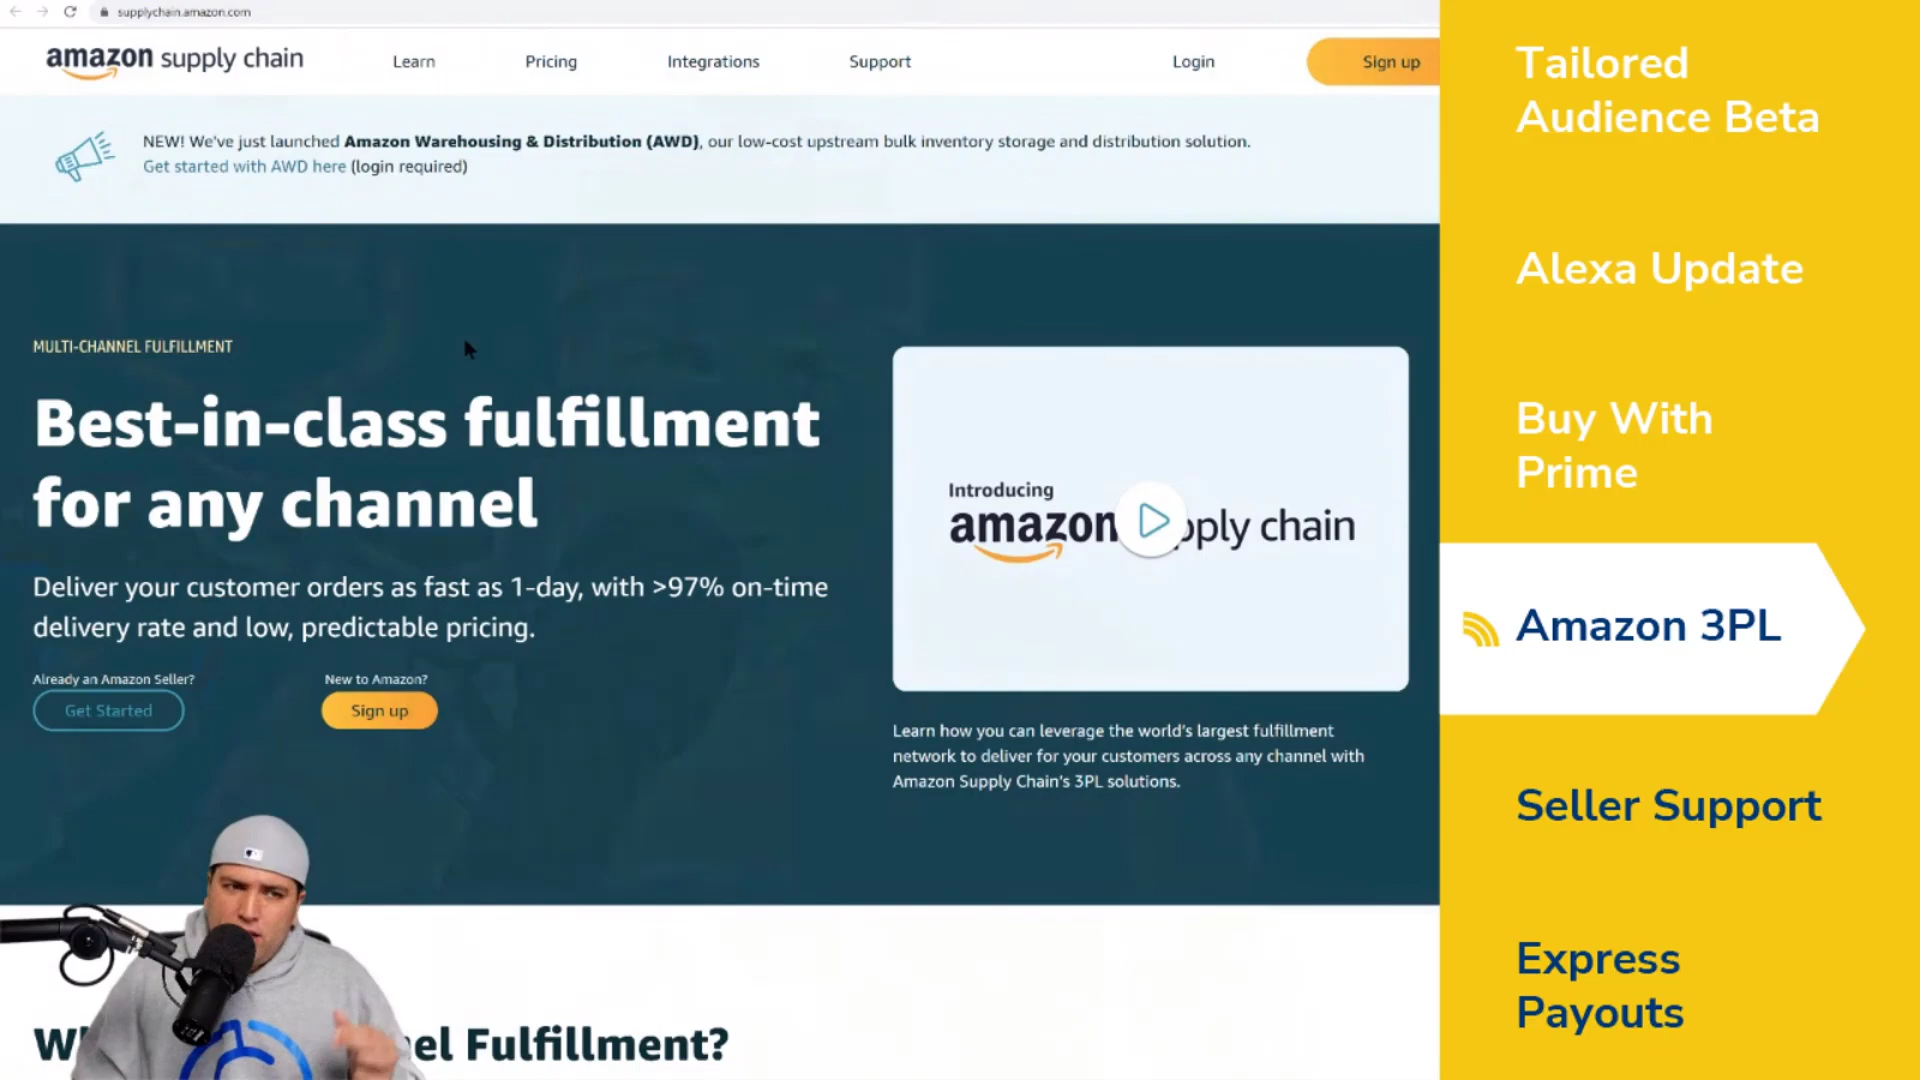 supplychain.amazon.com
amazon supply chain
Learn
Pricing
Integrations
Support
Login
Sign up
NEW! We've just launched Amazon Warehousing & Distribution (AWD), our low-cost upstream bulk inventory storage and distribution solution.
Get started with AWD here (login required)
MULTI-CHANNEL FULFILLMENT
Best-in-class fulfillment
for any channel
Deliver your customer orders as fast as 1-day, with >97% on-time
delivery rate and low, predictable pricing.
Already an Amazon Seller?
Get Started
New to Amazon?
Sign up
Introducing
amazon pply chain
Learn how you can leverage the world's largest fulfillment
network to deliver for your customers across any channel with
Amazon Supply Chain's 3PL solutions.
Fulfillment?
Tailored
Audience Beta
Alexa Update
Buy With
Prime
Amazon 3PL
Seller Support
Express
Payouts